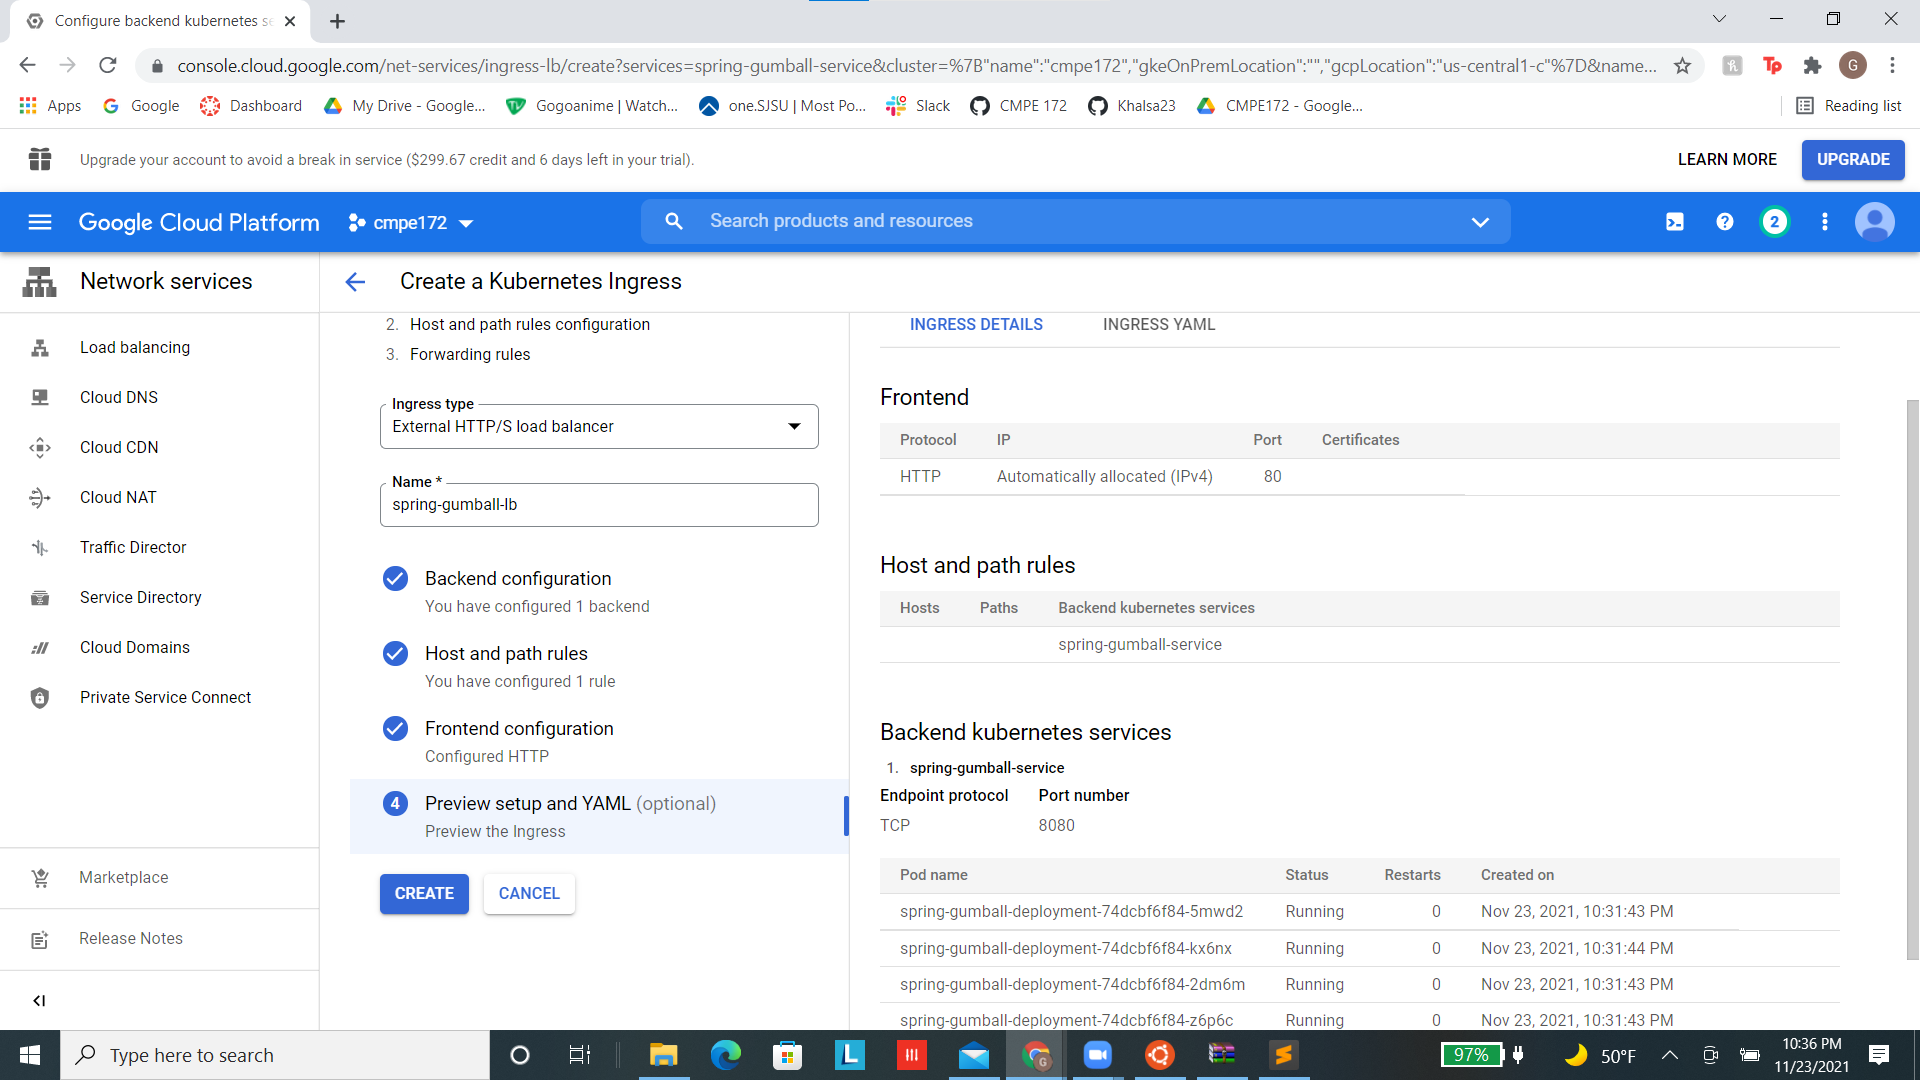 Configure backend kubernetes se
console.cloud.google.com/net-services/ingress-lb/create?services=spring-gumball-service&cluster=%7B"name":"cmpe172","gkeOnPremLocation":"","gcpLocation":"us-central1-c"%7D&name...
G
Apps
Google
Dashboard
My Drive - Google...
Gogoanime | Watch...
one.SJSU | Most Po...
Slack
CMPE 172
Khalsa23
CMPE172 - Google...
Reading list
Upgrade your account to avoid a break in service ($299.67 credit and 6 days left in your trial).
LEARN MORE
UPGRADE
Google Cloud Platform
cmpe172
Search products and resources
2
Network services
Create a Kubernetes Ingress
Load balancing
Cloud DNS
Cloud CDN
Cloud NAT
Traffic Director
Service Directory
Cloud Domains
Private Service Connect
Marketplace
Release Notes
2. Host and path rules configuration
3. Forwarding rules
Ingress type
External HTTP/S load balancer
Name *
spring-gumball-lb
Backend configuration
You have configured 1 backend
Host and path rules
You have configured 1 rule
Frontend configuration
Configured HTTP
4 Preview setup and YAML (optional)
Preview the Ingress
CREATE
CANCEL
INGRESS DETAILS
INGRESS YAML
Frontend
Protocol IP Port Certificates
HTTP Automatically allocated (IPv4) 80
Host and path rules
Hosts Paths Backend kubernetes services
spring-gumball-service
Backend kubernetes services
1. spring-gumball-service
Endpoint protocol Port number
TCP 8080
Pod name Status Restarts Created on
spring-gumball-deployment-74dcbf6f84-5mwd2 Running 0 Nov 23, 2021, 10:31:43 PM
spring-gumball-deployment-74dcbf6f84-kx6nx Running 0 Nov 23, 2021, 10:31:44 PM
spring-gumball-deployment-74dcbf6f84-2dm6m Running 0 Nov 23, 2021, 10:31:43 PM
spring-gumball-deployment-74dcbf6f84-z6p6c Running 0 Nov 23, 2021, 10:31:43 PM
Type here to search
97%
50°F
10:36 PM
11/23/2021